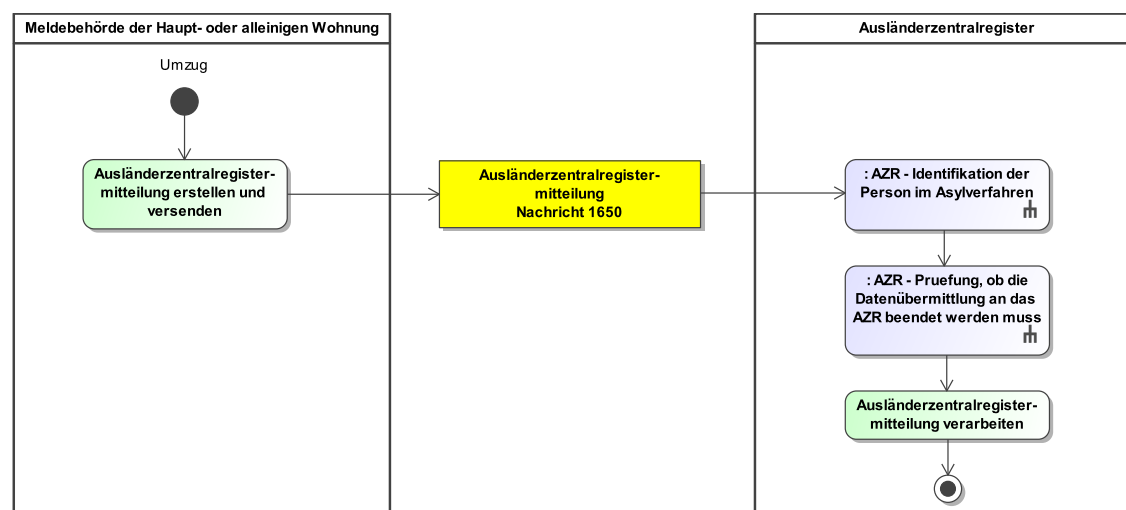 Meldebehörde der Haupt- oder alleinigen Wohnung
Umzug
Ausländerzentralregister-
mitteilung erstellen und
versenden
Ausländerzentralregister-
mitteilung
Nachricht 1650
Ausländerzentralregister
: AZR - Identifikation der
Person im Asylverfahren
: AZR - Pruefung, ob die
Datenübermittlung an das
AZR beendet werden muss
Ausländerzentralregister-
mitteilung verarbeiten